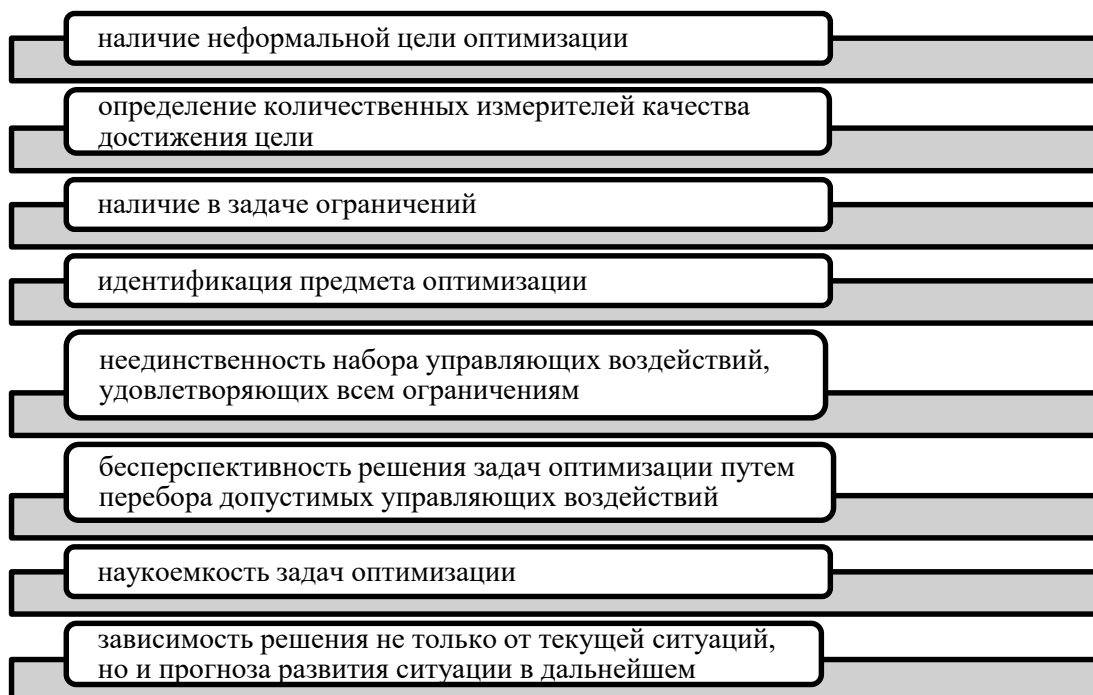 наличие неформальной цели оптимизации
определение количественных измерителей качества
достижения цели
наличие в задаче ограничений
идентификация предмета оптимизации
неединственность набора управляющих воздействий,
удовлетворяющих всем ограничениям
бесперспективность решения задач оптимизации путем
перебора допустимых управляющих воздействий
наукоемкость задач оптимизации
зависимость решения не только от текущей ситуаций,
но и прогноза развития ситуации в дальнейшем